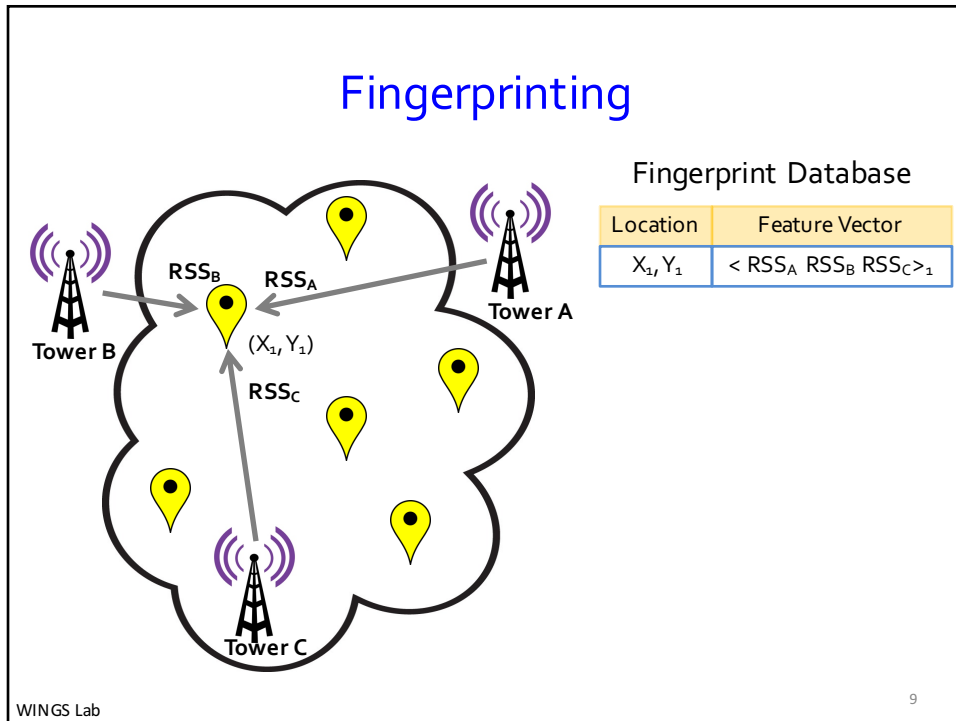 Fingerprinting
Fingerprint Database
Location Feature Vector
X₁, Y₁ < RSS_A RSS_B RSS_C>₁
RSS_B
RSS_A
Tower A
Tower B
(X₁, Y₁)
RSS_C
Tower C
WINGS Lab
9